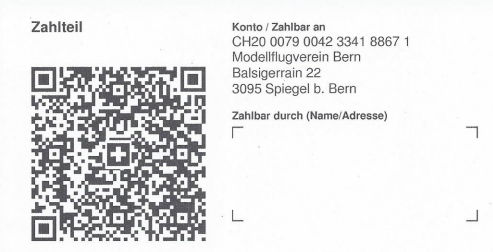 Zahlteil
Konto / Zahlbar an
CH20 0079 0042 3341 8867 1
Modellflugverein Bern
Balsigerrain 22
3095 Spiegel b. Bern
Zahlbar durch (Name/Adresse)